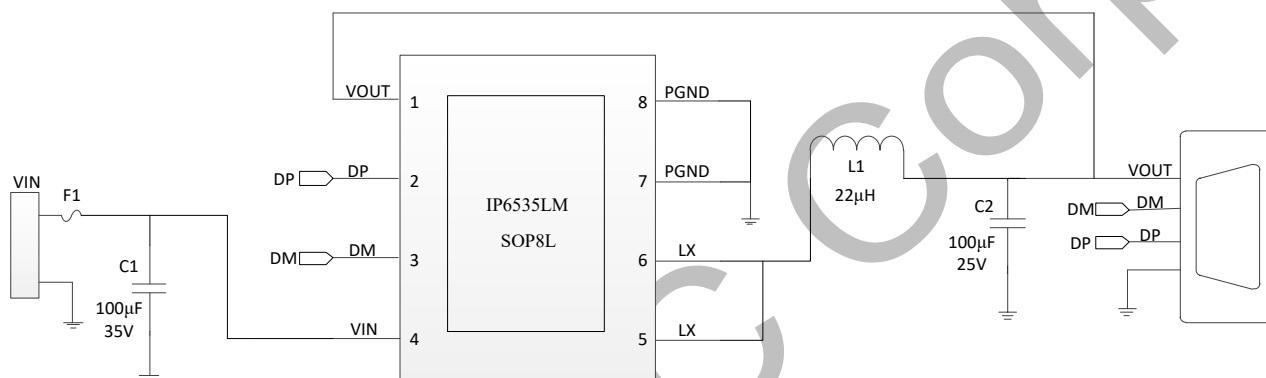 VOUT
1
DP
DP
2
DM
DM
3
VIN
4
IP6535LM
SOP8L
8
PGND
7
PGND
6
LX
5
LX
VIN
F1
C1
100μF
35V
L1
22μH
C2
100μF
25V
VOUT
DM
DM
DP
DP
C Corp